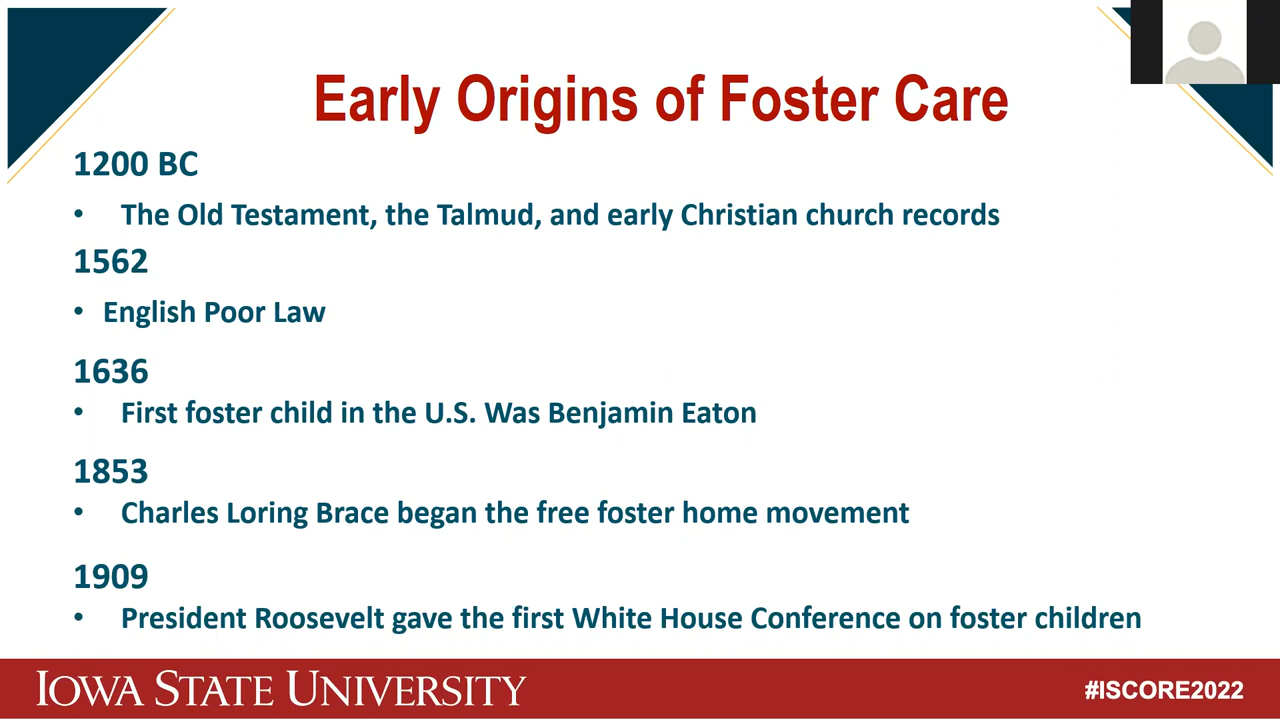 Early Origins of Foster Care
1200 BC
• The Old Testament, the Talmud, and early Christian church records
1562
• English Poor Law
1636
• First foster child in the U.S. Was Benjamin Eaton
1853
• Charles Loring Brace began the free foster home movement
1909
• President Roosevelt gave the first White House Conference on foster children
IOWA STATE UNIVERSITY
#ISCORE2022